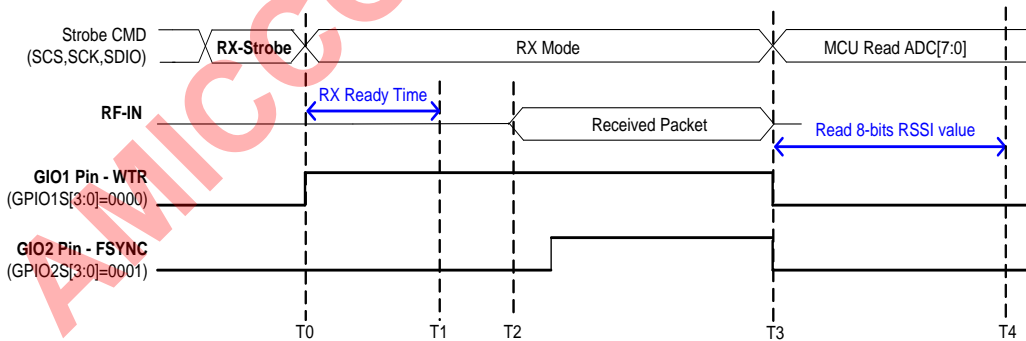 Strobe CMD
(SCS,SCK,SDIO)
RX-Strobe
RX Mode
MCU Read ADC[7:0]
RX Ready Time
RF-IN
Received Packet
Read 8-bits RSSI value
GIO1 Pin - WTR
(GPIO1S[3:0]=0000)
GIO2 Pin - FSYNC
(GPIO2S[3:0]=0001)
T0 T1 T2 T3 T4
AMICCO